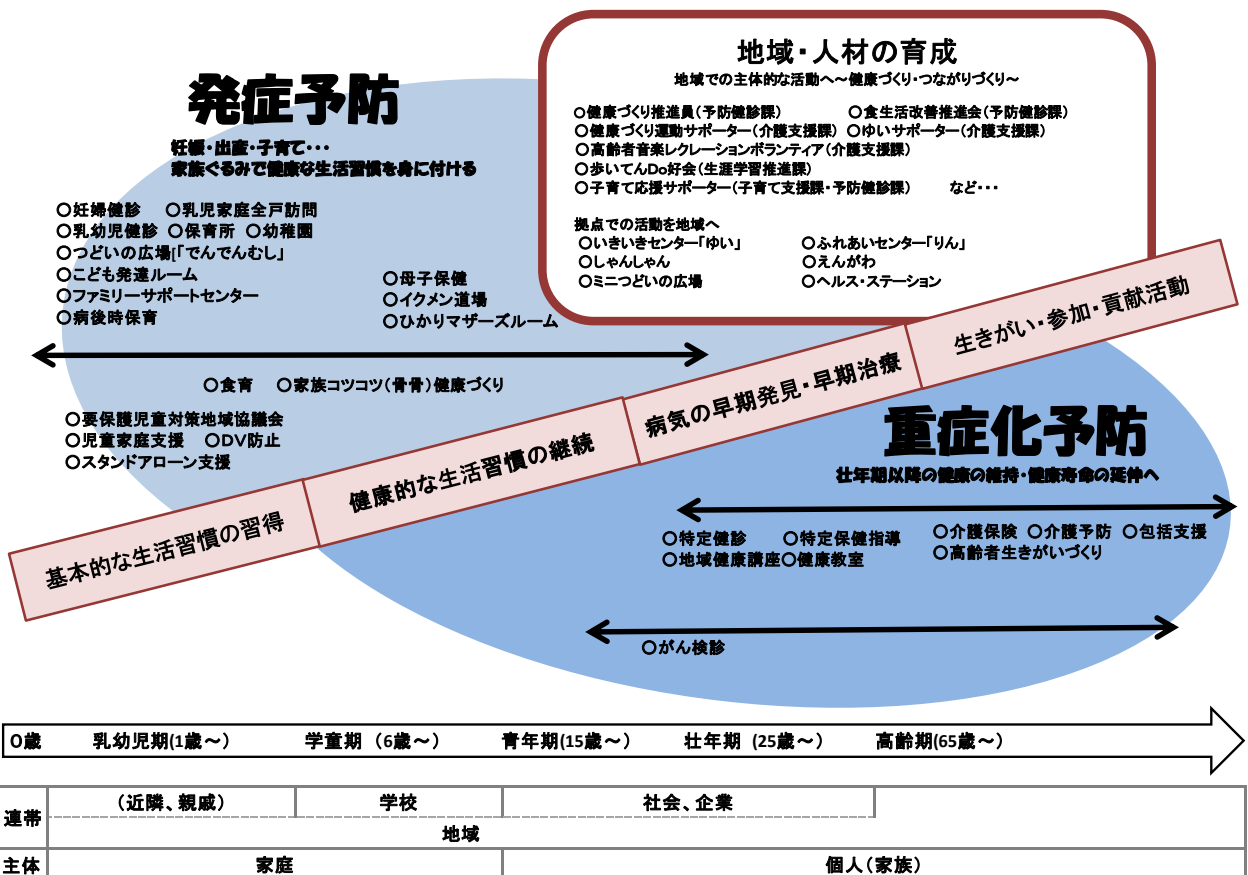 発症予防
妊娠・出産・子育て・・・
家族ぐるみで健康な生活習慣を身に付ける
○妊婦健診 ○乳児家庭全戸訪問
○乳幼児健診 ○保育所 ○幼稚園
○つどいの広場[「でんでんむし」
○こども発達ルーム
○ファミリーサポートセンター
○病後時保育
○母子保健
○イクメン道場
○ひかりマザーズルーム
○食育 ○家族コツコツ(骨骨)健康づくり
○要保護児童対策地域協議会
○児童家庭支援 ○DV防止
○スタンドアローン支援
地域・人材の育成
地域での主体的な活動へ～健康づくり・つながりづくり～
○健康づくり推進員(予防健診課) ○食生活改善推進会(予防健診課)
○健康づくり運動サポーター(介護支援課) ○ゆいサポーター(介護支援課)
○高齢者音楽レクレーションボランティア(介護支援課)
○歩いてんDo好会(生涯学習推進課)
○子育て応援サポーター(子育て支援課・予防健診課) など・・・
拠点での活動を地域へ
○いきいきセンター「ゆい」 ○ふれあいセンター「りん」
○しゃんしゃん ○えんがわ
○ミニつどいの広場 ○ヘルス・ステーション
基本的な生活習慣の習得
健康的な生活習慣の継続
病気の早期発見・早期治療
生きがい・参加・貢献活動
重症化予防
壮年期以降の健康の維持・健康寿命の延伸へ
○特定健診 ○特定保健指導
○地域健康講座○健康教室
○介護保険 ○介護予防 ○包括支援
○高齢者生きがいづくり
○がん検診
0歳 乳幼児期(1歳～) 学童期 (6歳～) 青年期(15歳～) 壮年期 (25歳～) 高齢期(65歳～)
連帯 (近隣、親戚) 学校 社会、企業
地域
主体 家庭 個人(家族)